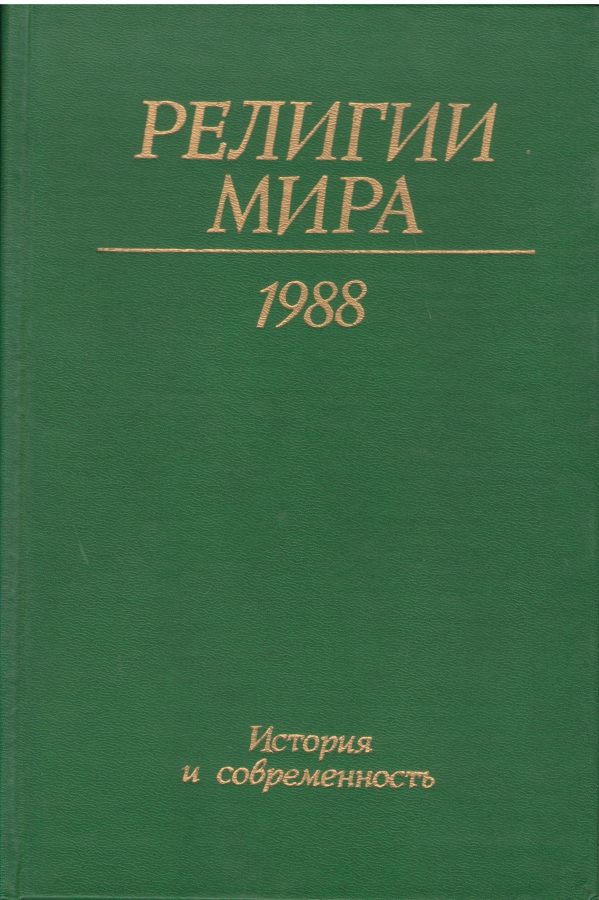 РЕЛИГИИ
МИРА
1988
История
и современность